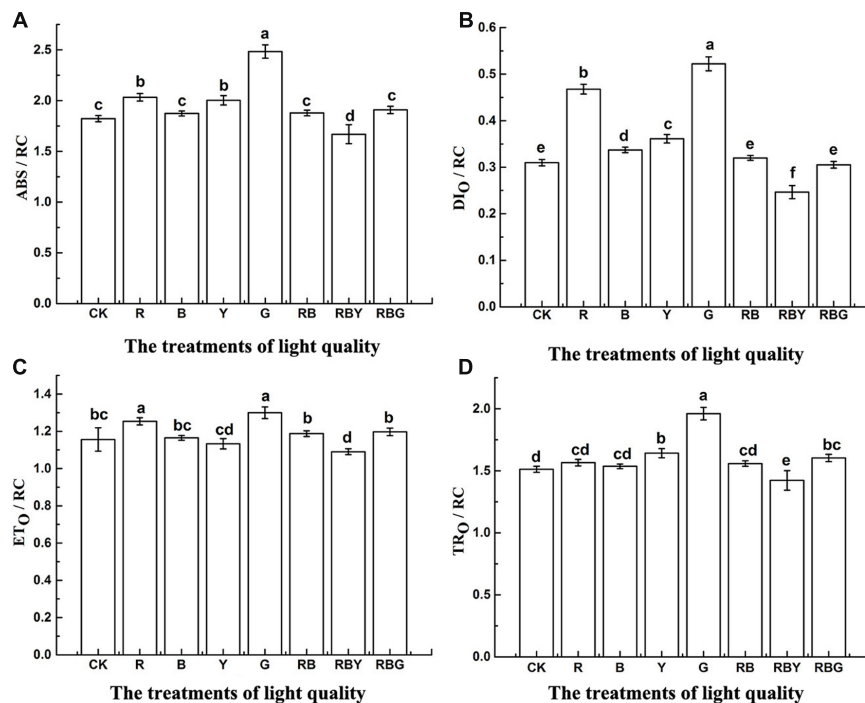 A
ABS / RC
2.5
2.0
1.5
1.0
0.5
0.0
c b c b a c d c
CK R B Y G RB RBY RBG
The treatments of light quality
B
DIO / RC
0.6
0.5
0.4
0.3
0.2
0.1
0.0
e b d c a e f e
CK R B Y G RB RBY RBG
The treatments of light quality
C
ETO / RC
1.4
1.2
1.0
0.8
0.6
0.4
0.2
0.0
bc a bc cd a b d b
CK R B Y G RB RBY RBG
The treatments of light quality
D
TRO / RC
2.0
1.5
1.0
0.5
0.0
d cd cd b a cd e bc
CK R B Y G RB RBY RBG
The treatments of light quality